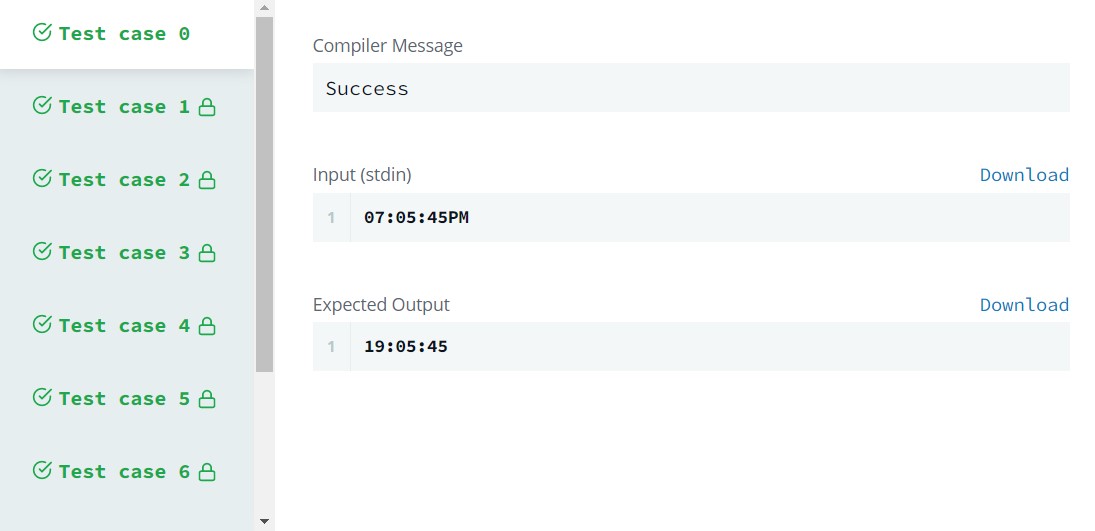 Test case 0
Test case 1
Test case 2
Test case 3
Test case 4
Test case 5
Test case 6
Compiler Message
Success
Input (stdin)
Download
1 07:05:45PM
Expected Output
Download
1 19:05:45